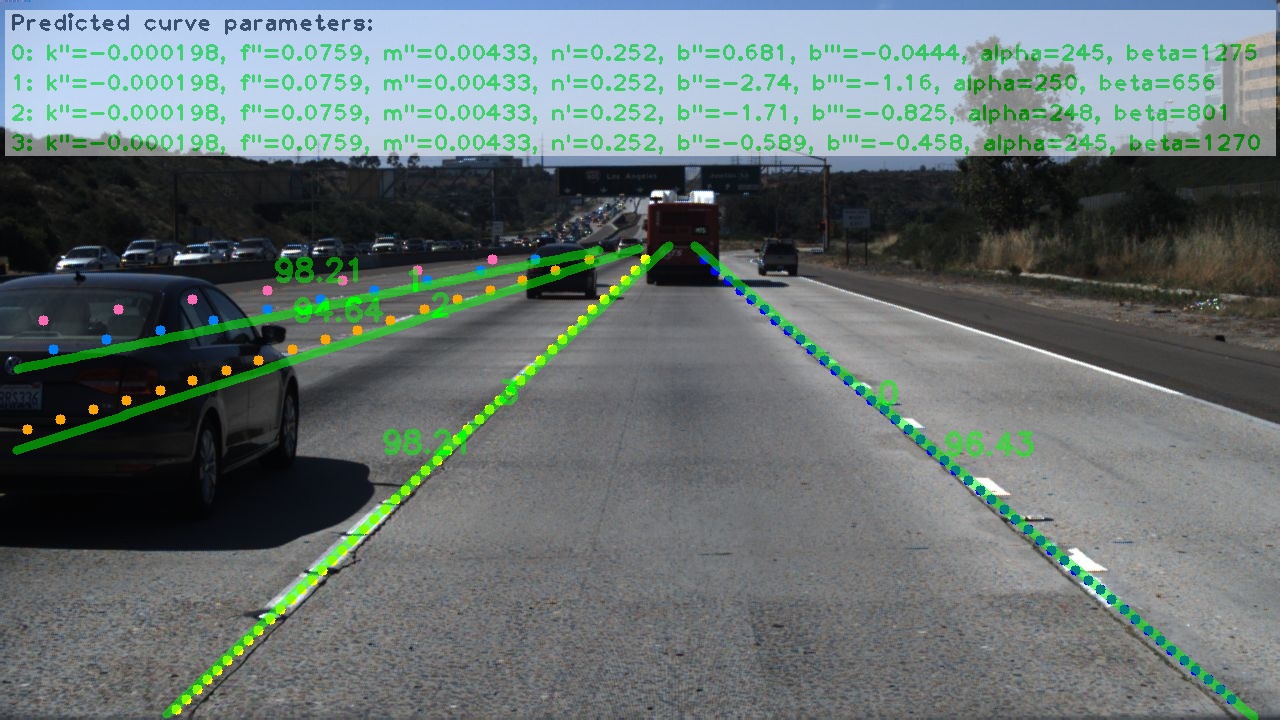 Predicted curve parameters:
0: k''=-0.000198, f''=0.0759, m''=0.00433, n'=0.252, b''=0.681, b'''=-0.0444, alpha=245, beta=1275
1: k''=-0.000198, f''=0.0759, m''=0.00433, n'=0.252, b''=-2.74, b'''=-1.16, alpha=250, beta=656
2: k''=-0.000198, f''=0.0759, m''=0.00433, n'=0.252, b''=-1.71, b'''=-0.825, alpha=248, beta=801
3: k''=-0.000198, f''=0.0759, m''=0.00433, n'=0.252, b''=-0.589, b'''=-0.458, alpha=245, beta=1270
Los Angeles
98.21
1
94.64
2
3
0
98.21
96.43